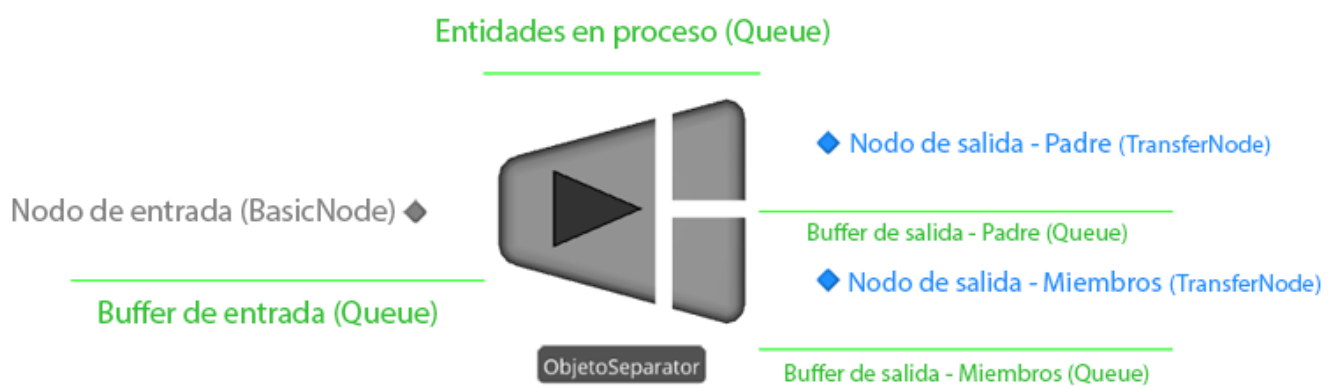 Entidades en proceso (Queue)
Nodo de salida - Padre (TransferNode)
Nodo de entrada (BasicNode)
Buffer de salida - Padre (Queue)
Nodo de salida - Miembros (TransferNode)
Buffer de entrada (Queue)
ObjetoSeparator
Buffer de salida - Miembros (Queue)